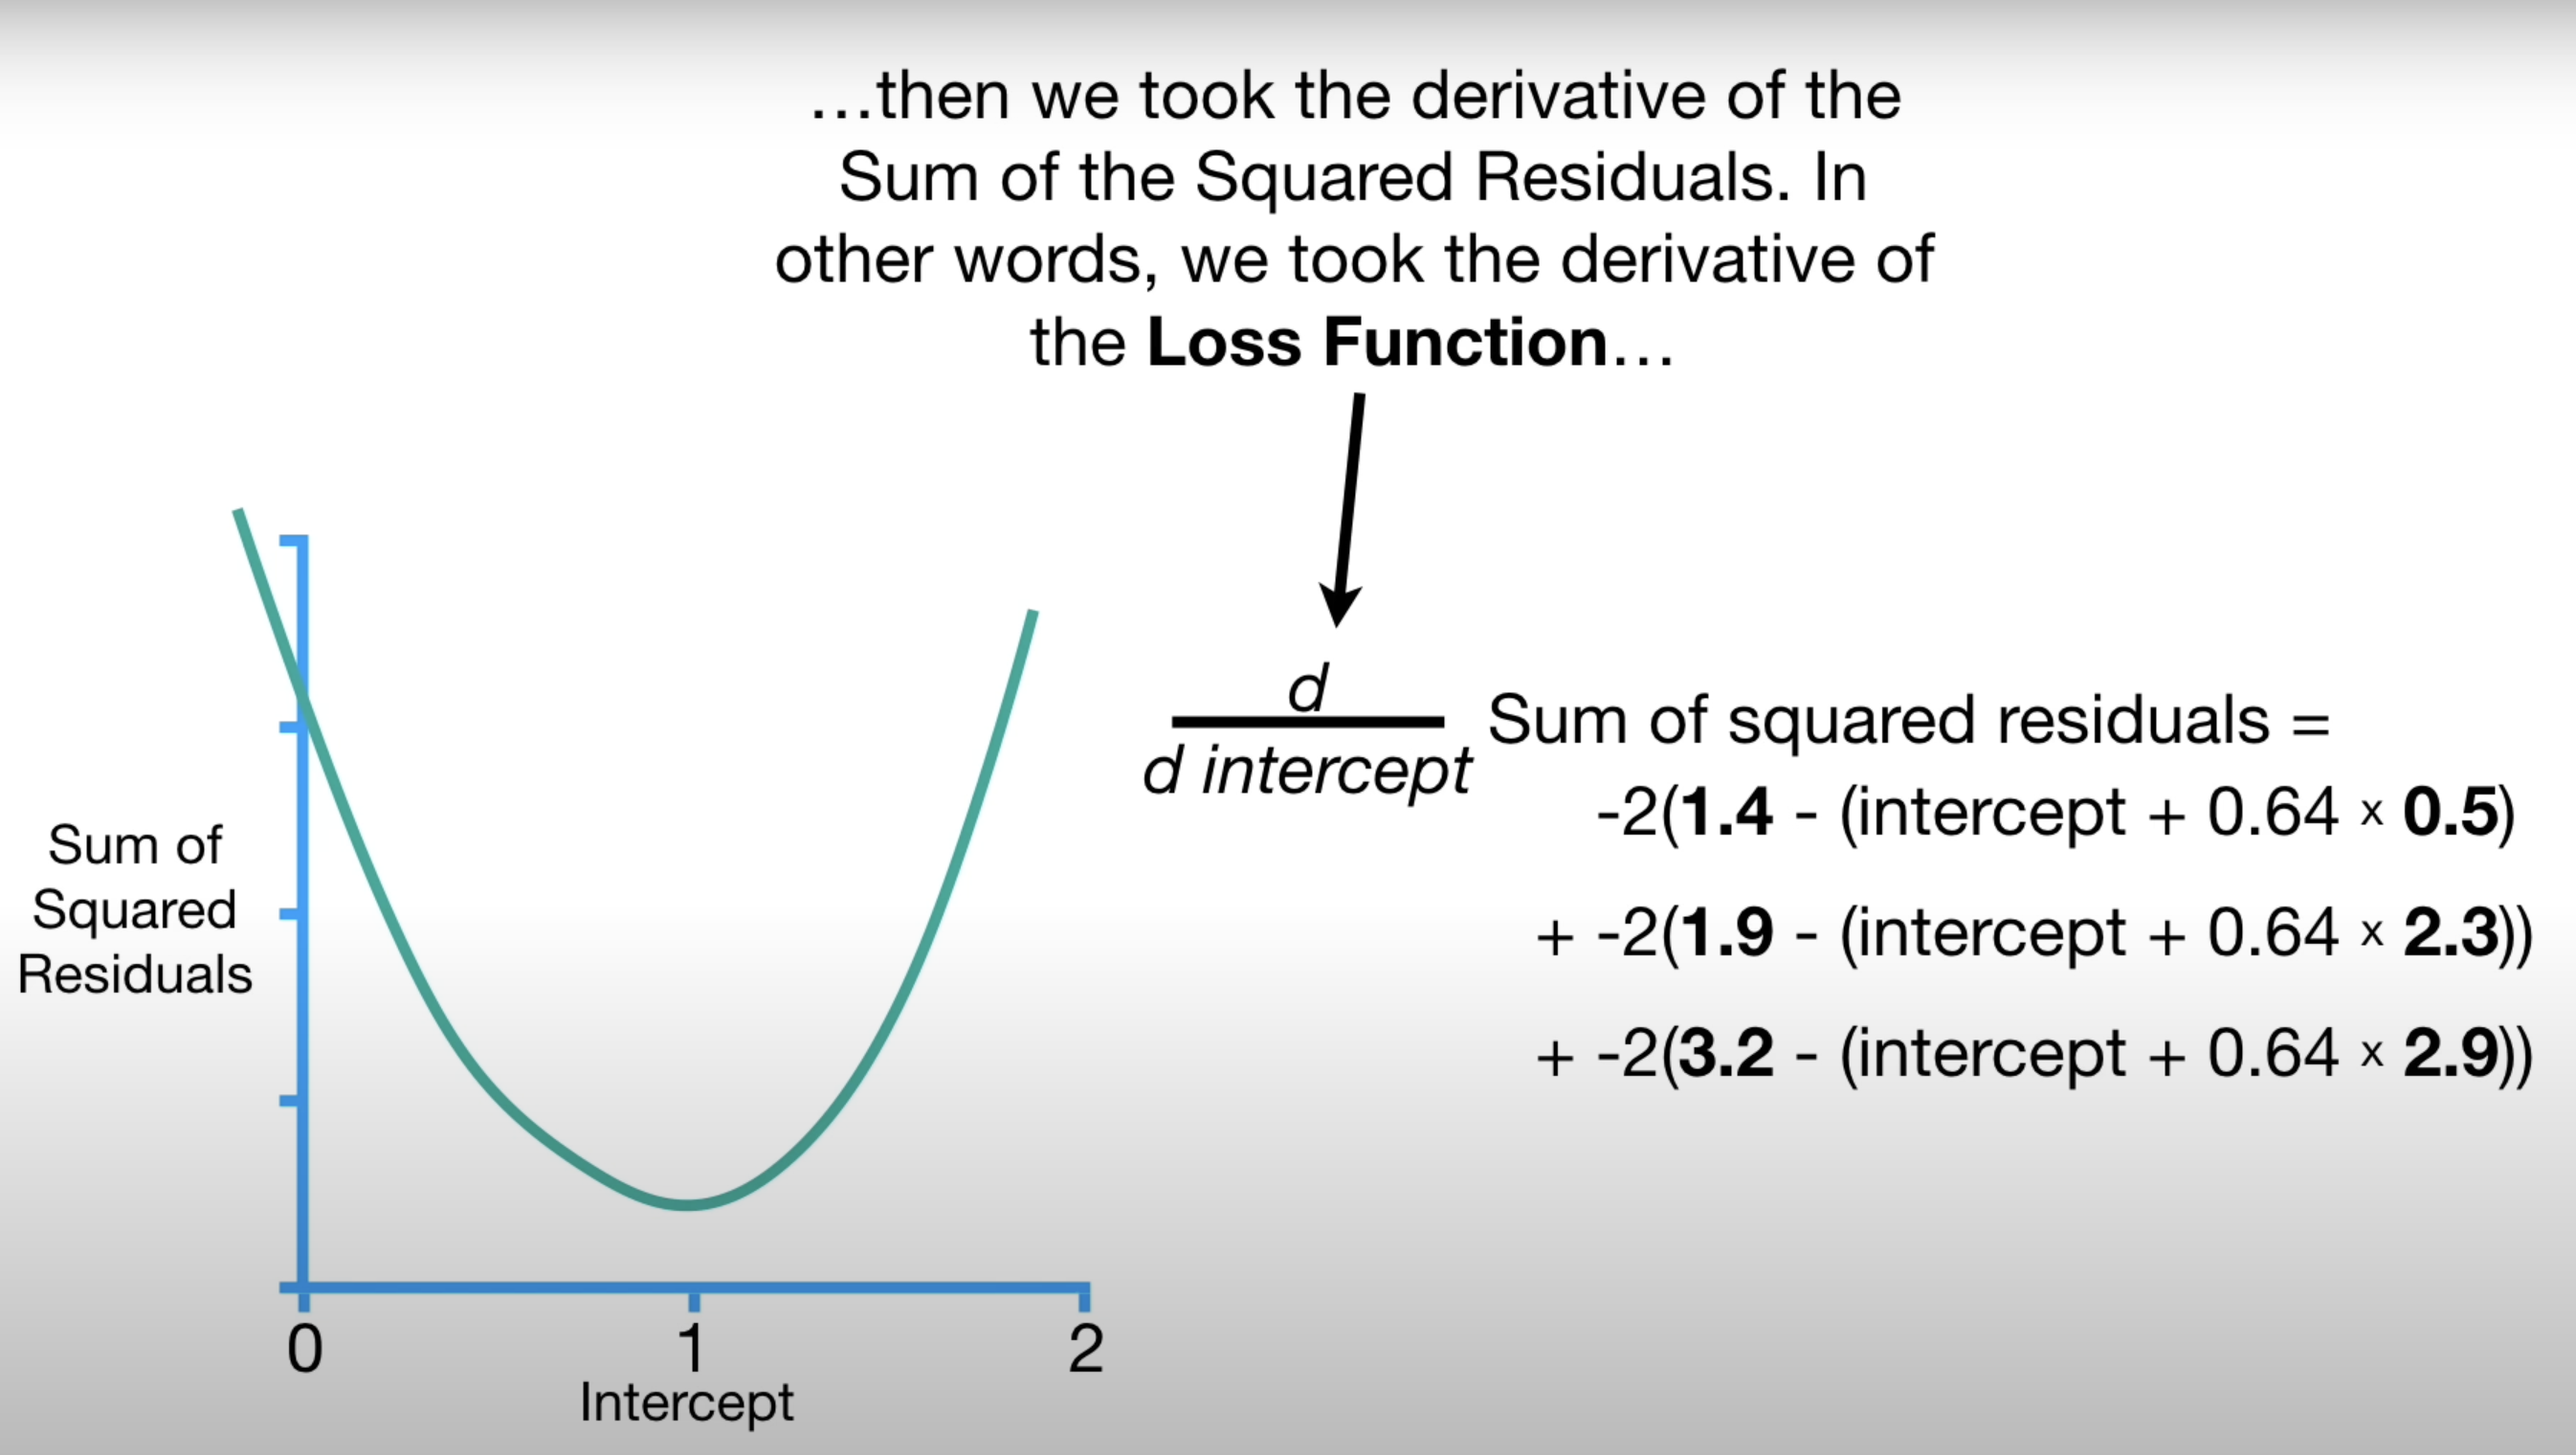 …then we took the derivative of the
Sum of the Squared Residuals. In
other words, we took the derivative of
the Loss Function…
d
d intercept
Sum of squared residuals =
-2(1.4 - (intercept + 0.64 x 0.5)
+ -2(1.9 - (intercept + 0.64 x 2.3))
+ -2(3.2 - (intercept + 0.64 x 2.9))
Sum of
Squared
Residuals
0 1 2
Intercept